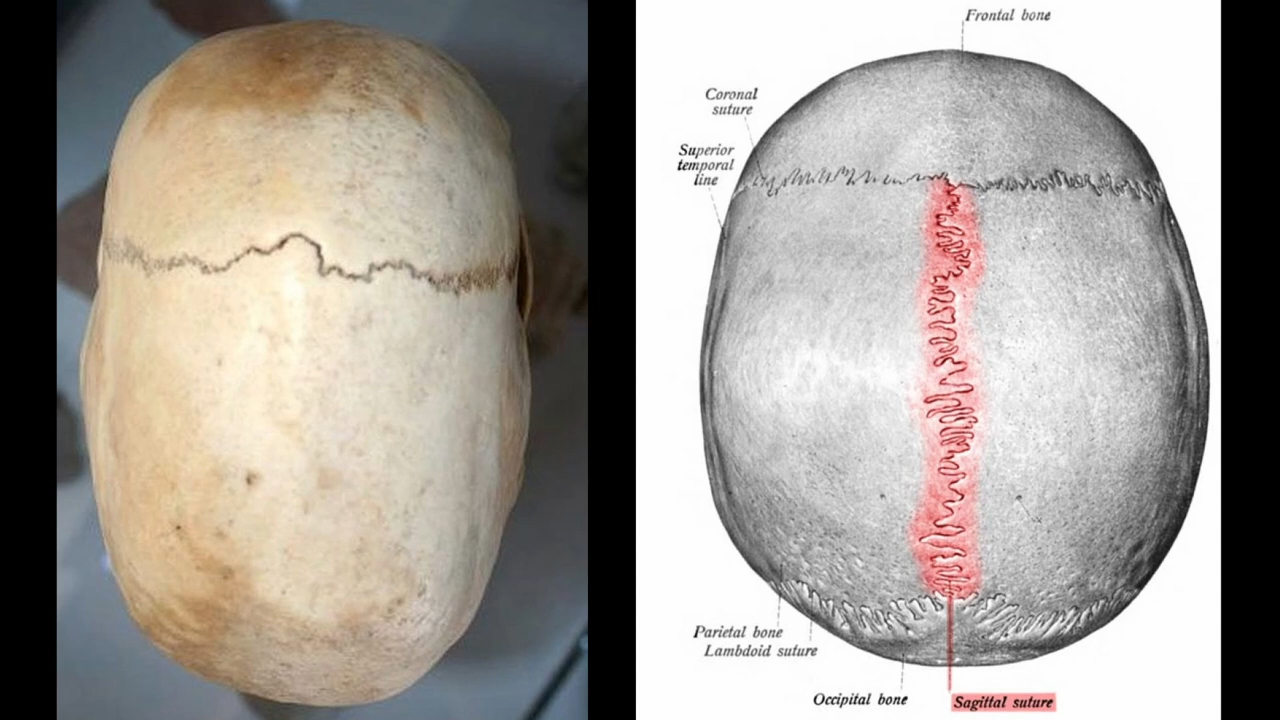 Frontal bone
Coronal
suture
Superior
temporal
line
Parietal bone
Lambdoid suture
Occipital bone
Sagittal suture